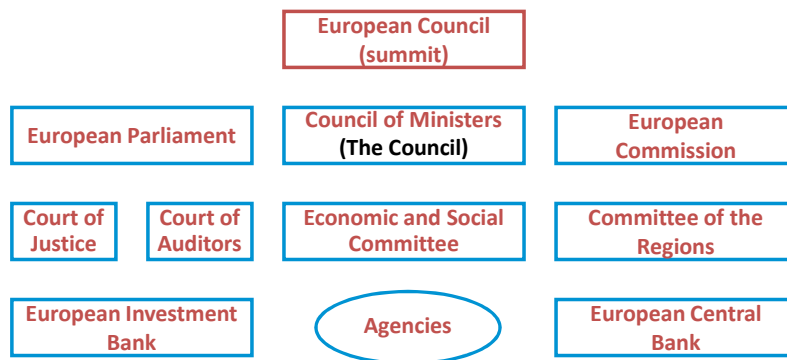 European Council
(summit)
European Parliament
Council of Ministers
(The Council)
European
Commission
Court of
Justice
Court of
Auditors
Economic and Social
Committee
Committee of the
Regions
European Investment
Bank
Agencies
European Central
Bank